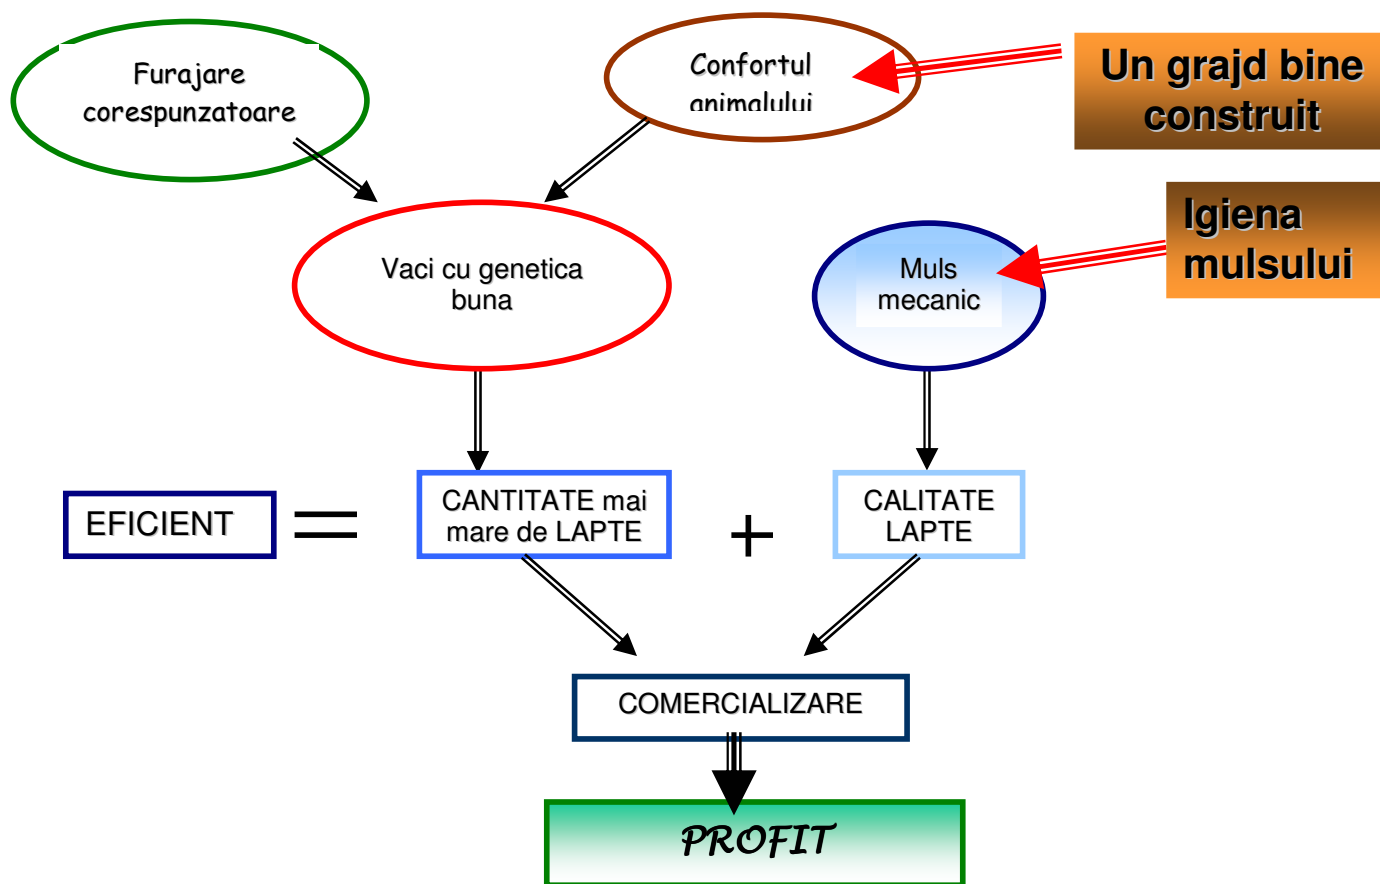 Furajare
corespunzatoare
Confortul
animalului
Un grajd bine
construit
Vaci cu genetica
buna
Muls
mecanic
Igiena
mulsului
EFICIENT
=
CANTITATE mai
mare de LAPTE
+
CALITATE
LAPTE
COMERCIALIZARE
PROFIT